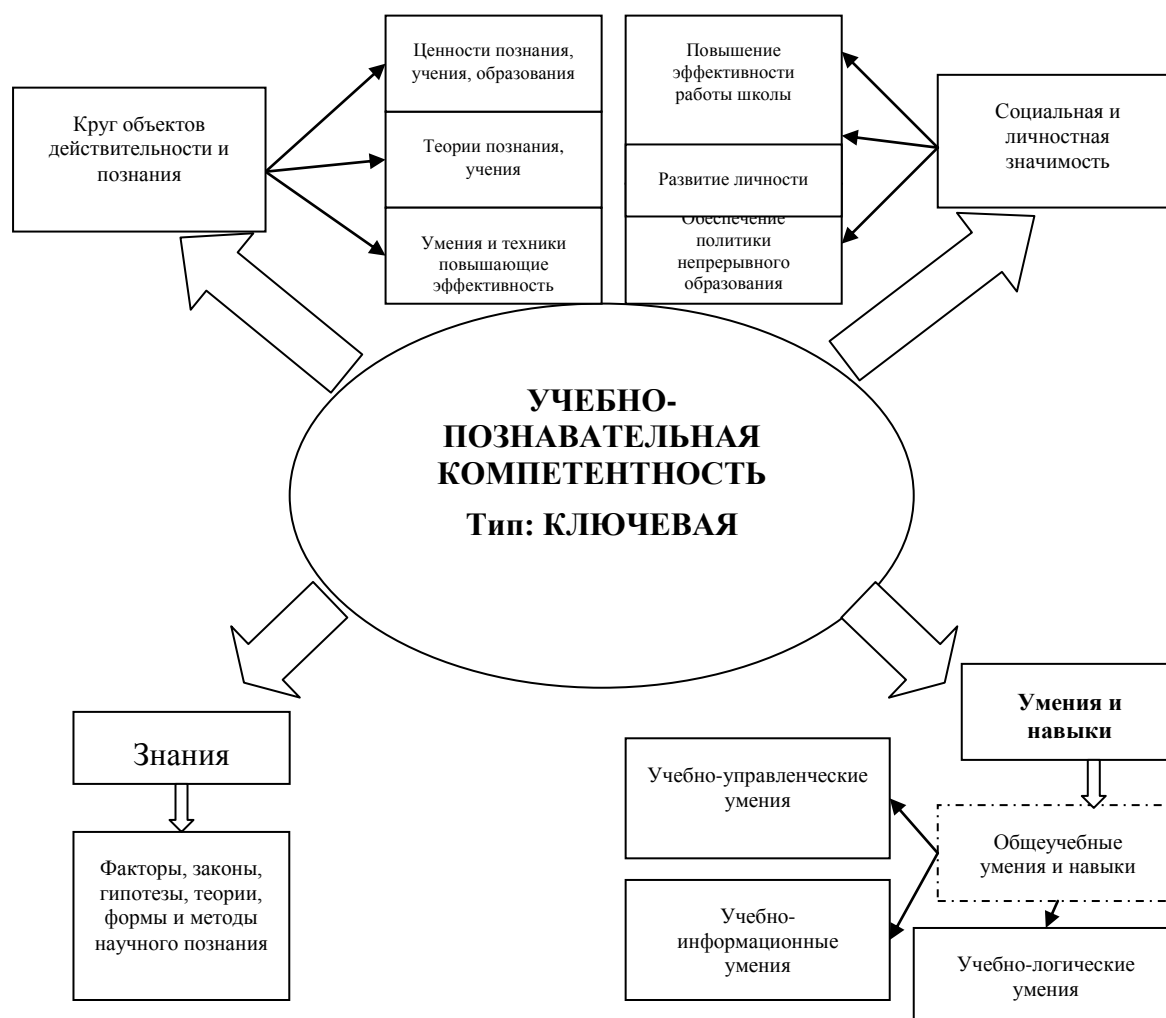 Ценности познания,
учения, образования
Повышение
эффективности
работы школы
Круг объектов
действительности и
познания
Социальная и
личностная
значимость
Теории познания,
учения
Развитие личности
Умения и техники
повышающие
эффективность
Обеспечение
политики
непрерывного
образования
УЧЕБНО-
ПОЗНАВАТЕЛЬНАЯ
КОМПЕТЕНТНОСТЬ
Тип: КЛЮЧЕВАЯ
Знания
Факторы, законы,
гипотезы, теории,
формы и методы
научного познания
Умения и
навыки
Учебно-управленческие
умения
Общеучебные
умения и навыки
Учебно-
информационные
умения
Учебно-логические
умения